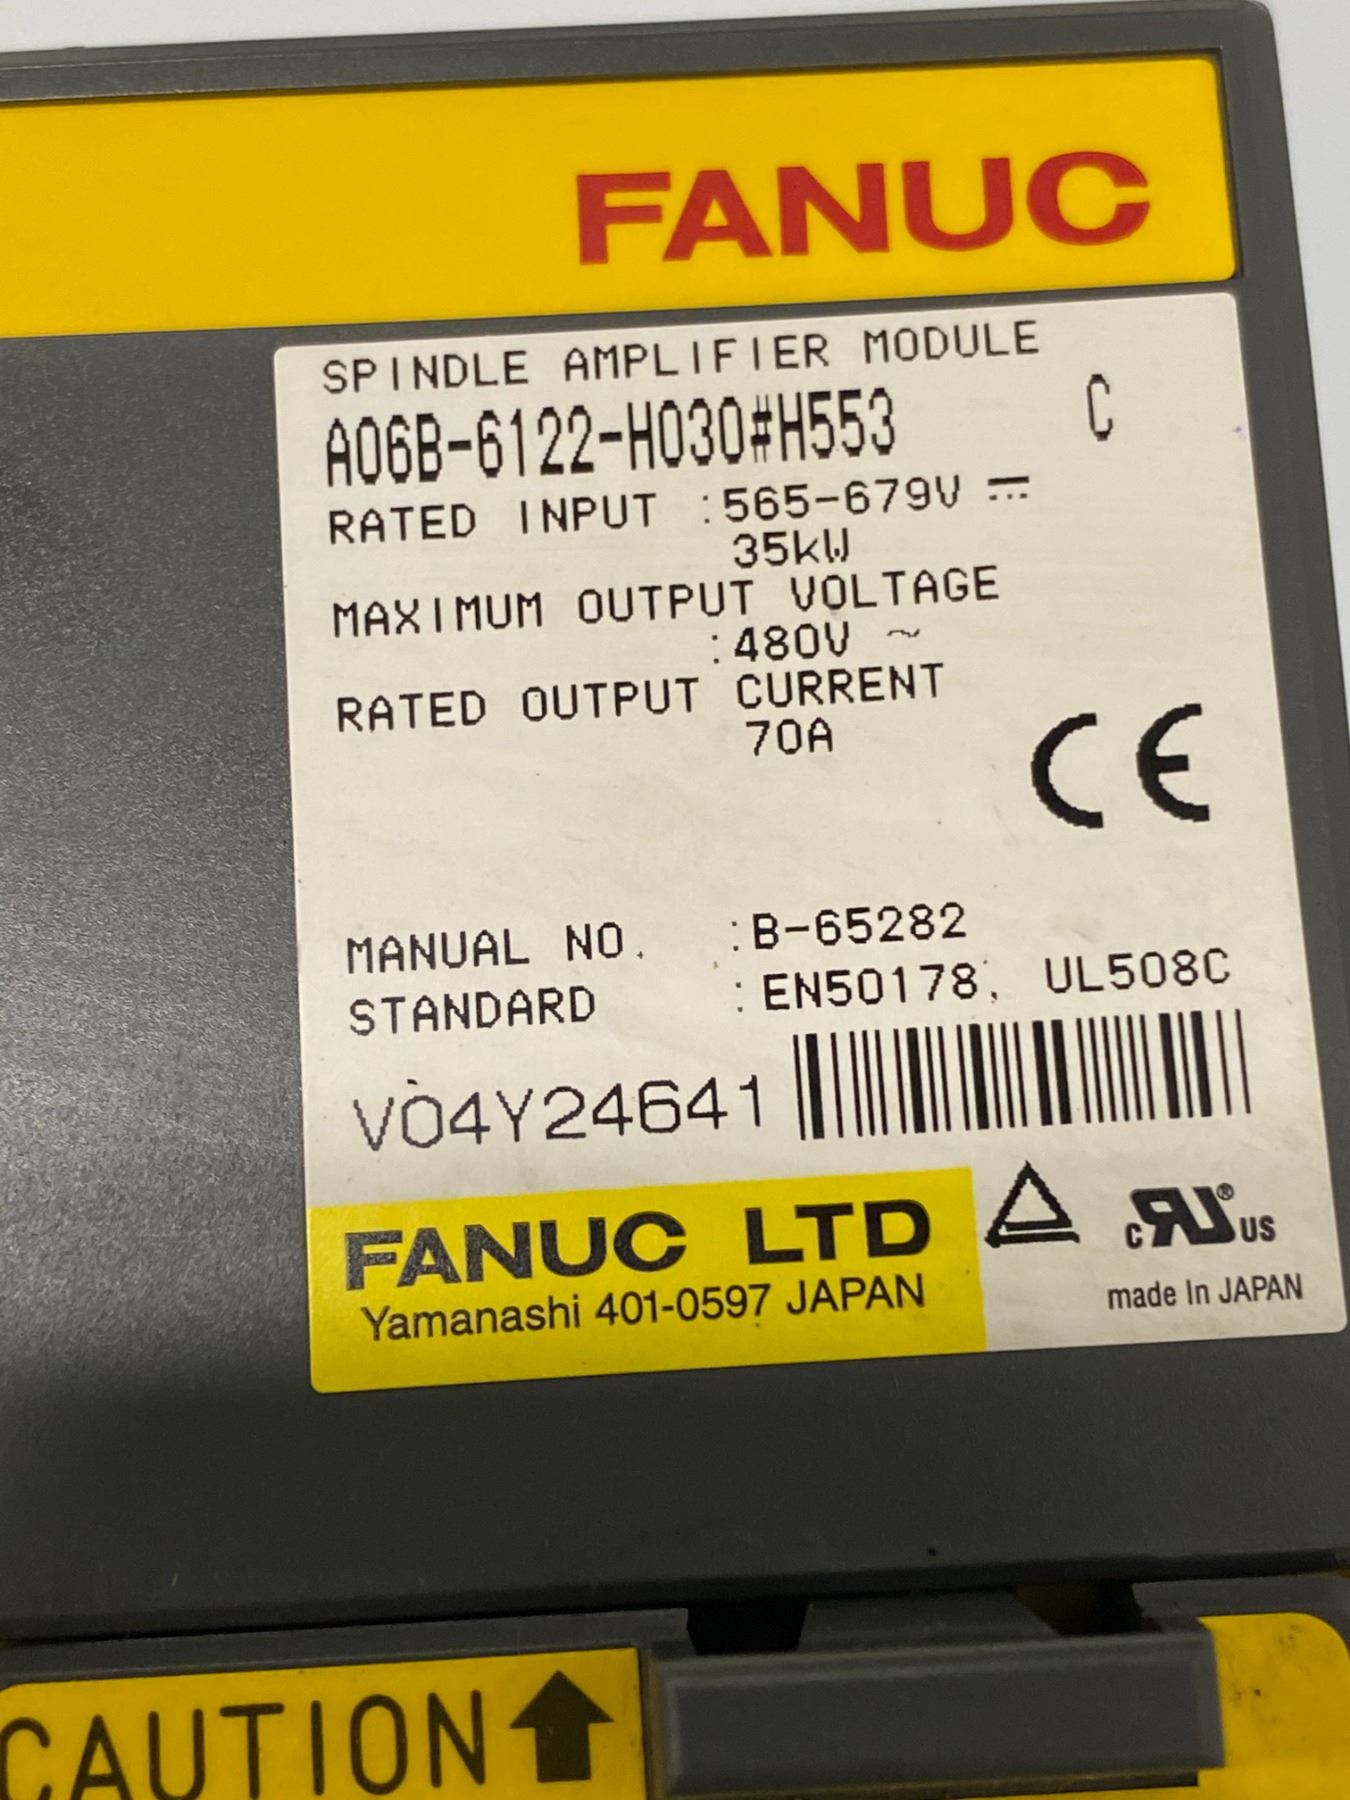 FANUC
SPINDLE AMPLIFIER MODULE
A06B-6122-H030#H553 C
RATED INPUT :565-679V ⎓
35kW
MAXIMUM OUTPUT VOLTAGE
:480V ~
RATED OUTPUT CURRENT
70A
CE
MANUAL NO. :B-65282
STANDARD :EN50178, UL508C
V04Y24641
FANUC LTD
Yamanashi 401-0597 JAPAN
c RU ® US
made In JAPAN
CAUTION